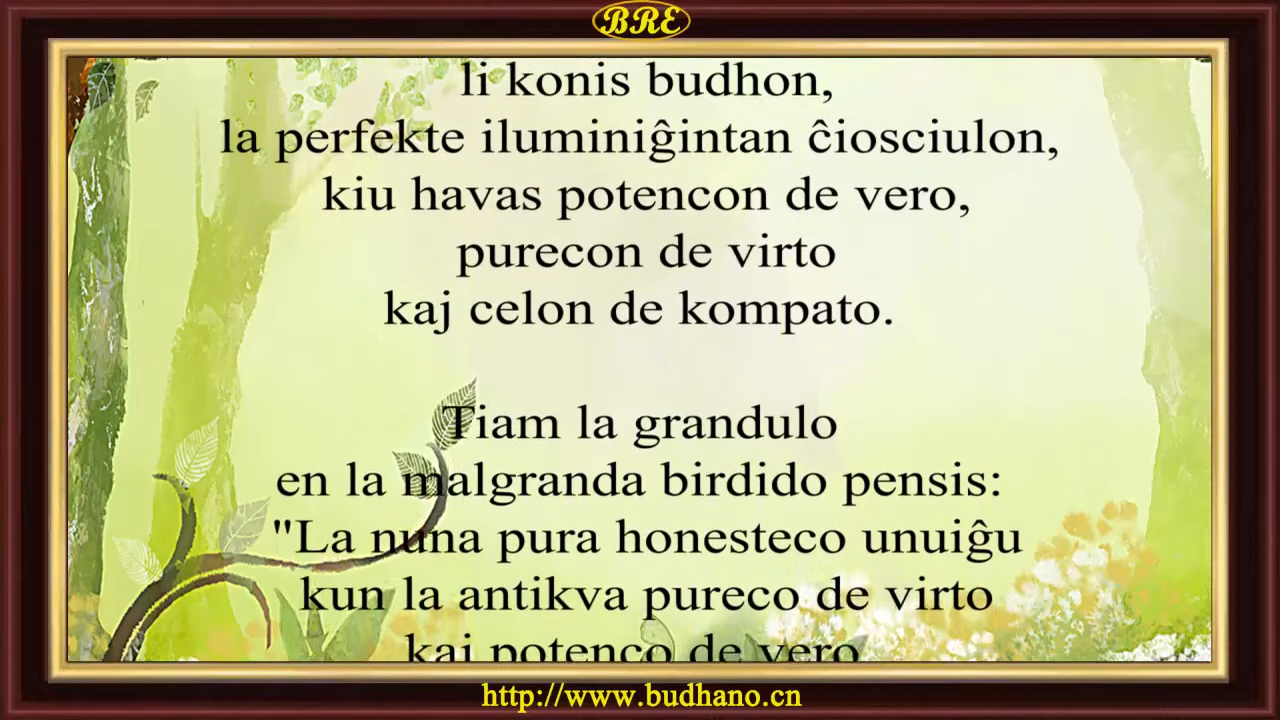 BRE
li konis budhon,
la perfekte iluminiĝintan ĉiosciulon,
kiu havas potencon de vero,
purecon de virto
kaj celon de kompato.
Tiam la grandulo
en la malgranda birdido pensis:
"La nuna pura honesteco unuiĝu
kun la antikva pureco de virto
kaj potenco de vero
http://www.budhano.cn